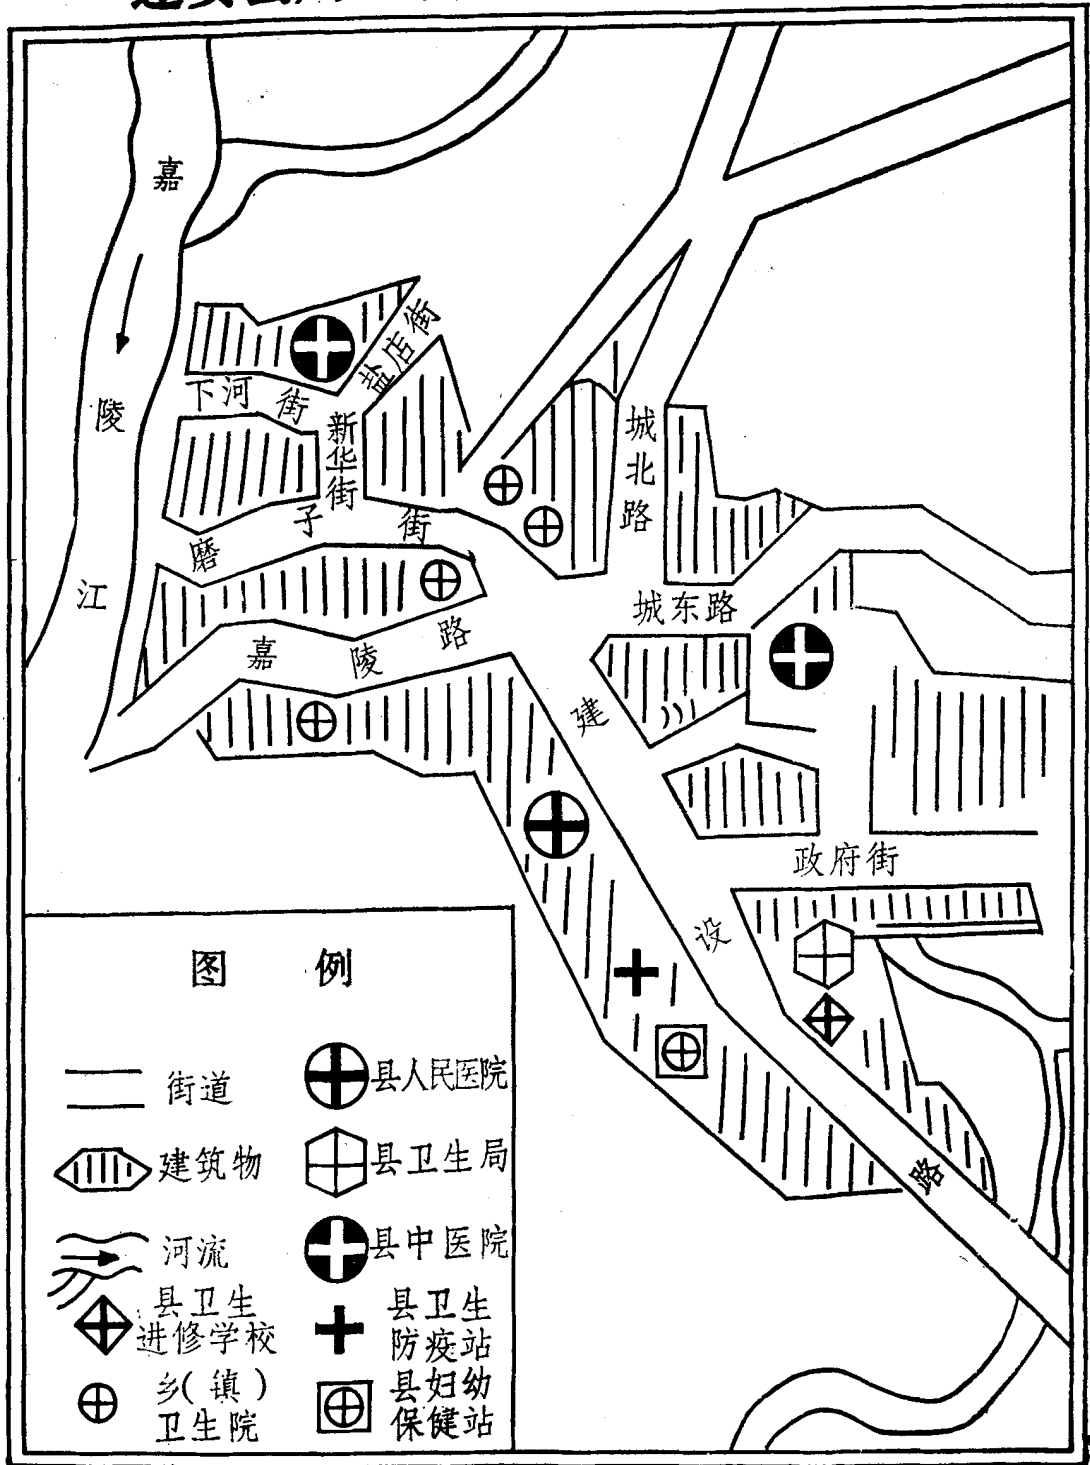 嘉
陵
江
盐店街
下河街
新华街
磨子街
城北路
城东路
嘉陵路
建设路
政府街
图例
街道
县人民医院
建筑物
县卫生局
河流
县中医院
县卫生
进修学校
县卫生
防疫站
乡(镇)
卫生院
县妇幼
保健站